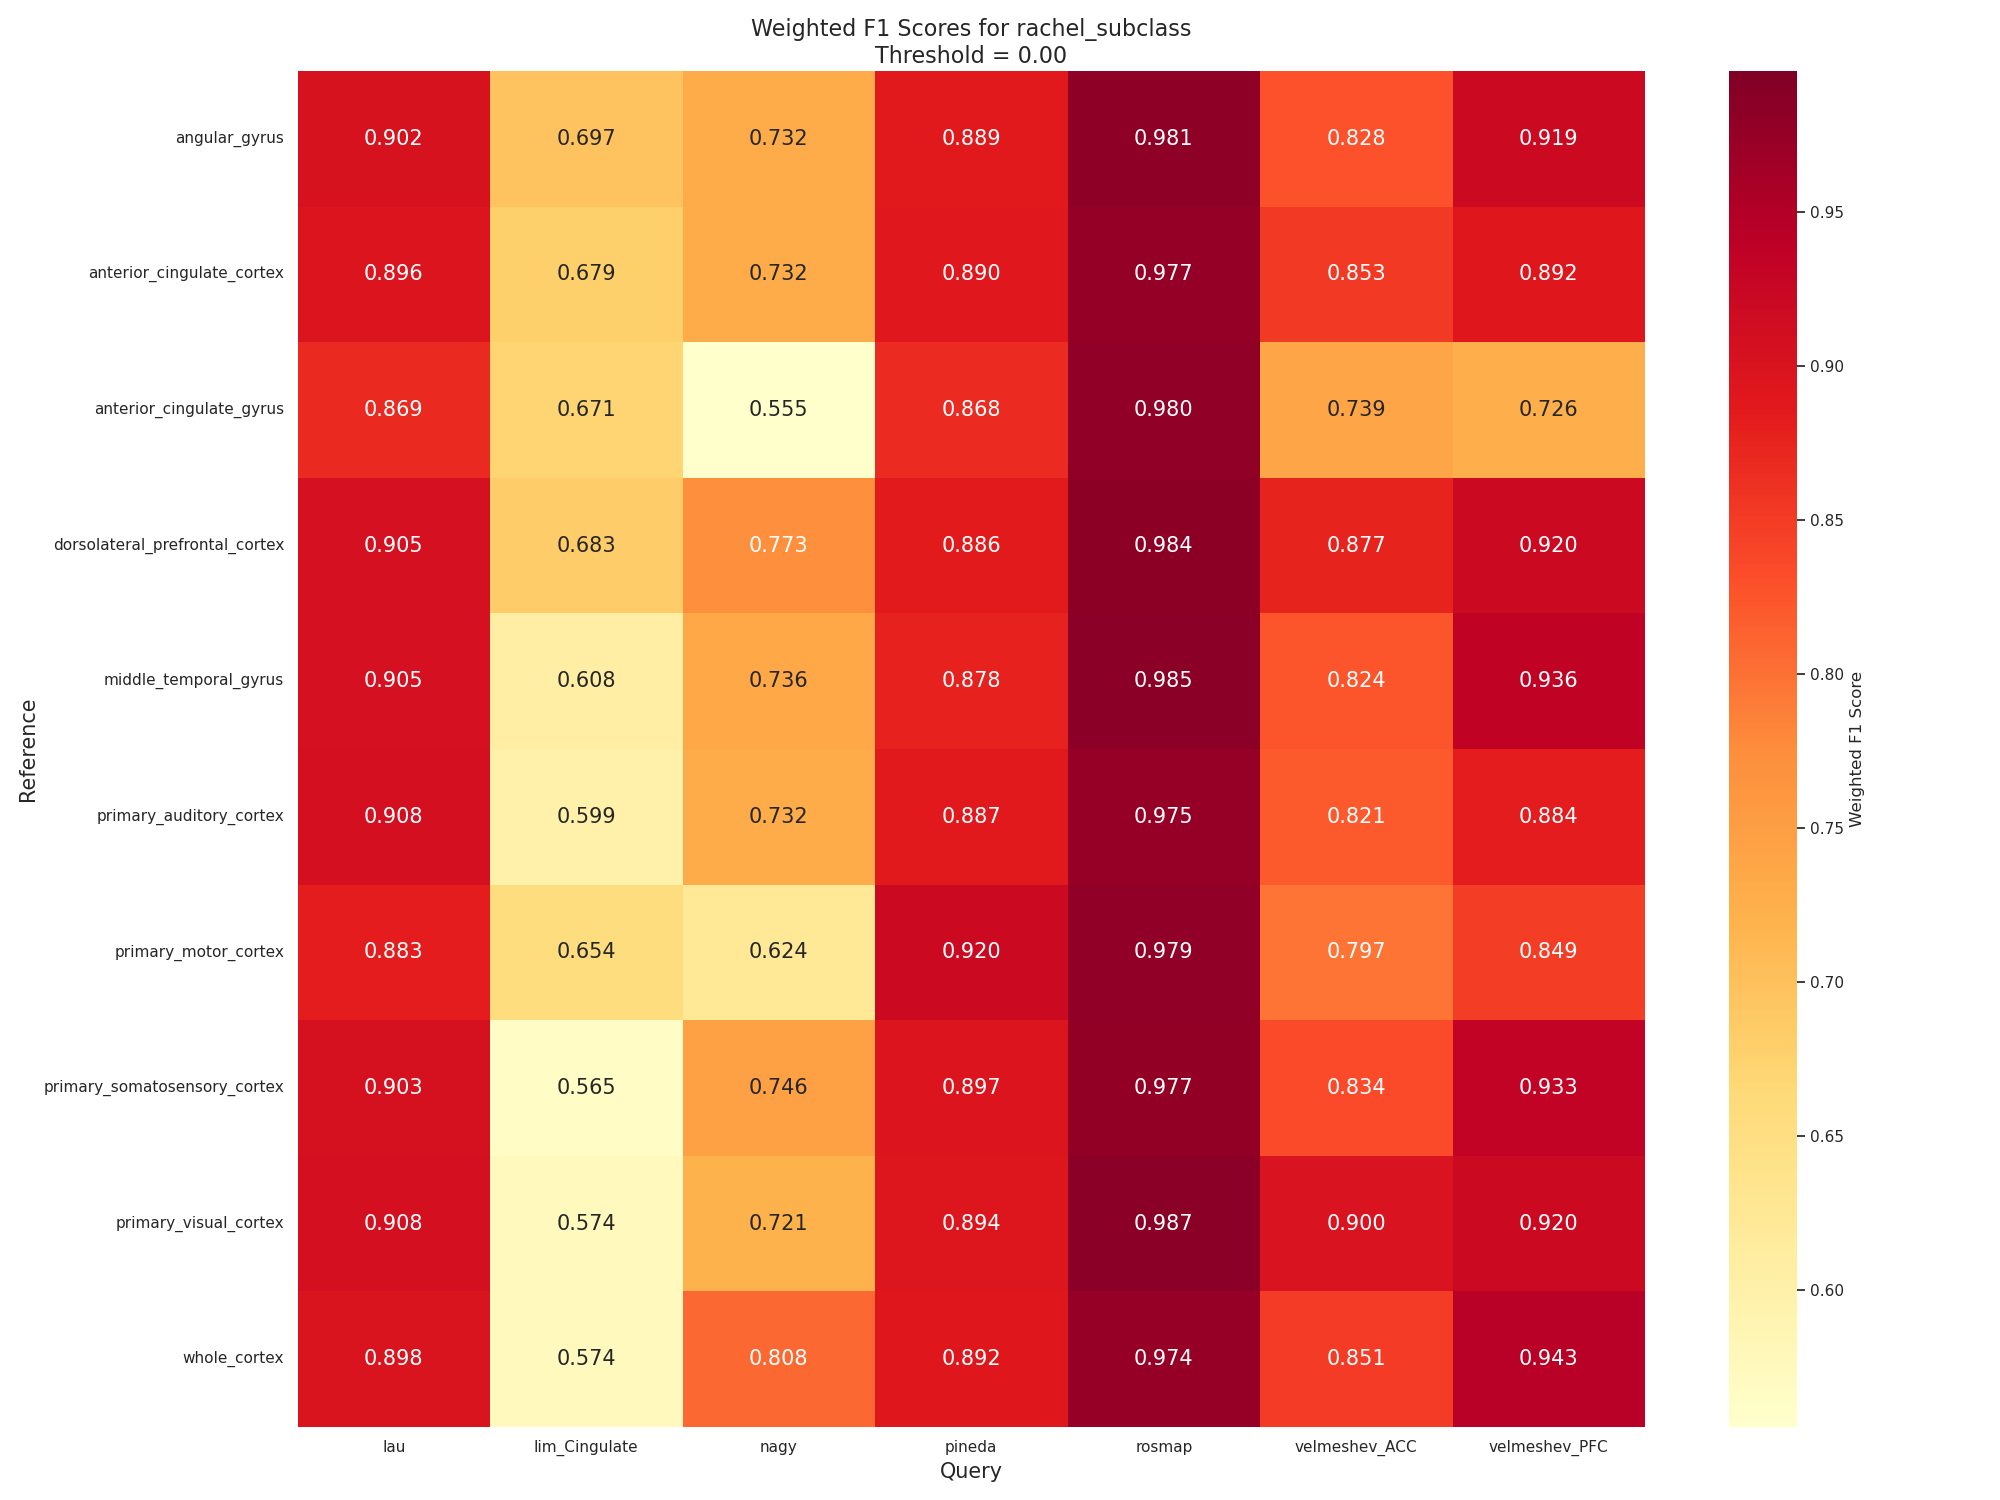 Weighted F1 Scores for rachel_subclass
Threshold = 0.00
Reference
angular_gyrus 0.902 0.697 0.732 0.889 0.981 0.828 0.919
anterior_cingulate_cortex 0.896 0.679 0.732 0.890 0.977 0.853 0.892
anterior_cingulate_gyrus 0.869 0.671 0.555 0.868 0.980 0.739 0.726
dorsolateral_prefrontal_cortex 0.905 0.683 0.773 0.886 0.984 0.877 0.920
middle_temporal_gyrus 0.905 0.608 0.736 0.878 0.985 0.824 0.936
primary_auditory_cortex 0.908 0.599 0.732 0.887 0.975 0.821 0.884
primary_motor_cortex 0.883 0.654 0.624 0.920 0.979 0.797 0.849
primary_somatosensory_cortex 0.903 0.565 0.746 0.897 0.977 0.834 0.933
primary_visual_cortex 0.908 0.574 0.721 0.894 0.987 0.900 0.920
whole_cortex 0.898 0.574 0.808 0.892 0.974 0.851 0.943
lau lim_Cingulate nagy pineda rosmap velmeshev_ACC velmeshev_PFC
Query
0.95
0.90
0.85
0.80
0.75
0.70
0.65
0.60
Weighted F1 Score